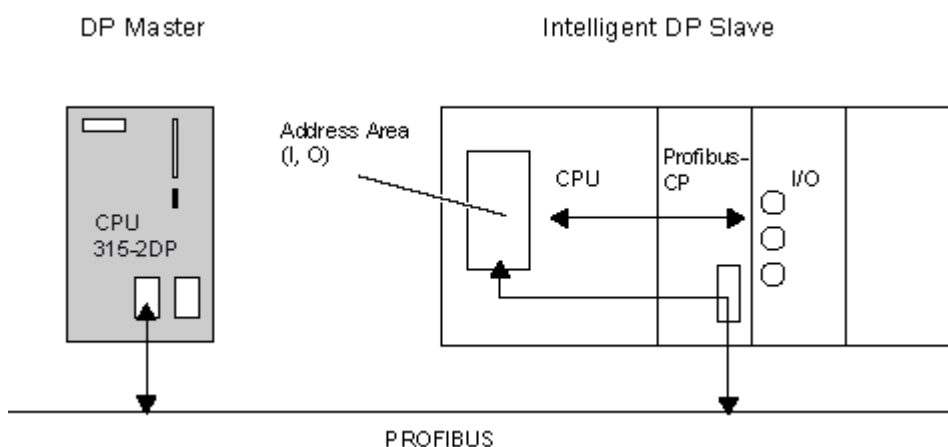 DP Master
Intelligent DP Slave
Address Area
(I, O)
CPU
Profibus-
CP
I/O
CPU
315-2DP
PROFIBUS